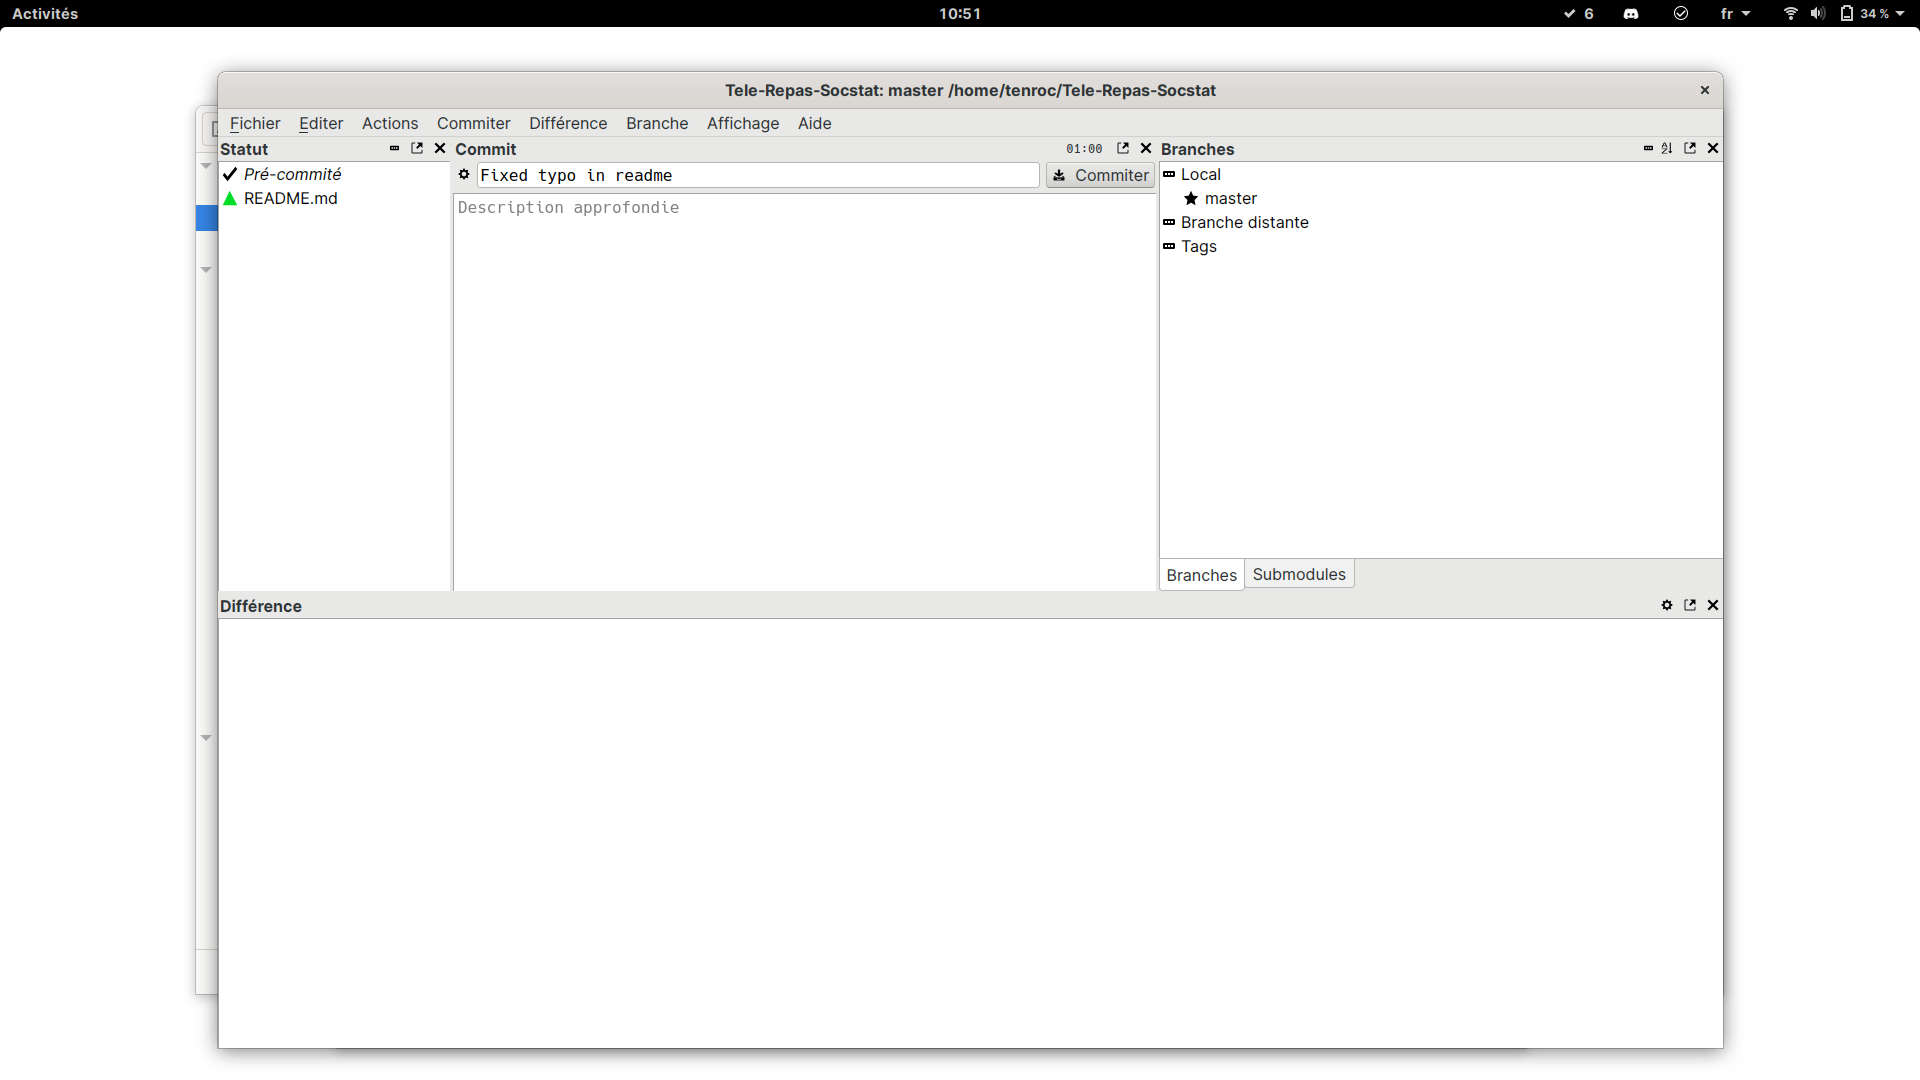 Activités
10:51
6
fr
34 %
Tele-Repas-Socstat: master /home/tenroc/Tele-Repas-Socstat
Fichier Editer Actions Commiter Différence Branche Affichage Aide
Statut
Pré-commité
README.md
Commit
01:00
Fixed typo in readme
Commiter
Description approfondie
Branches
Local
master
Branche distante
Tags
Branches Submodules
Différence